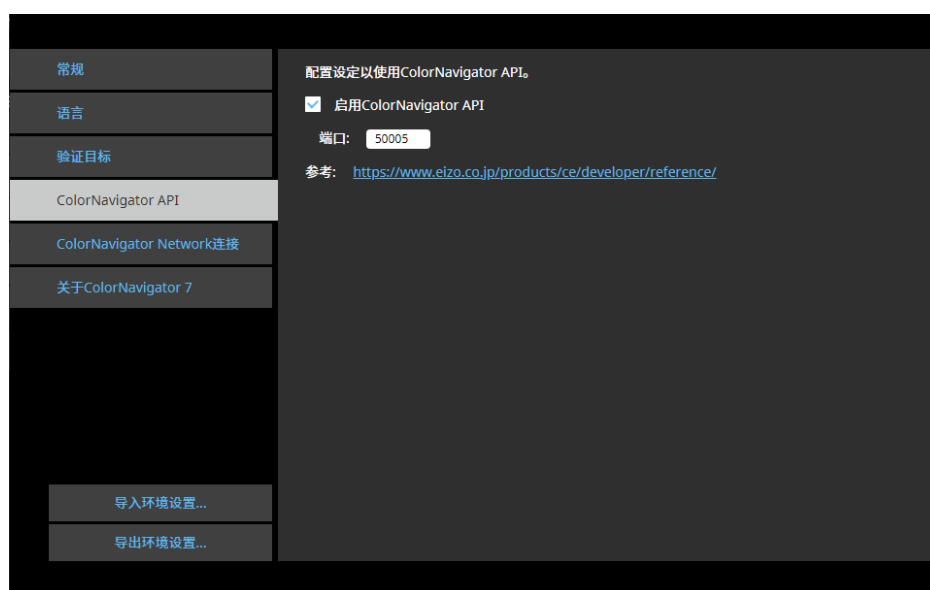 常规
语言
验证目标
ColorNavigator API
ColorNavigator Network连接
关于ColorNavigator 7
导入环境设置...
导出环境设置...
配置设定以使用ColorNavigator API。
启用ColorNavigator API
端口: 50005
参考: https://www.eizo.co.jp/products/ce/developer/reference/